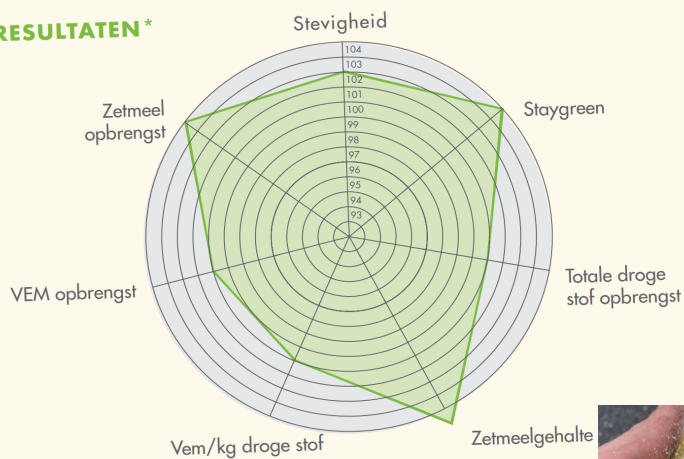 RESULTATEN*
Stevigheid
104
103
102
101
100
99
98
97
96
95
94
93
Zetmeel
opbrengst
Staygreen
VEM opbrengst
Totale droge
stof opbrengst
Vem/kg droge stof
Zetmeelgehalte